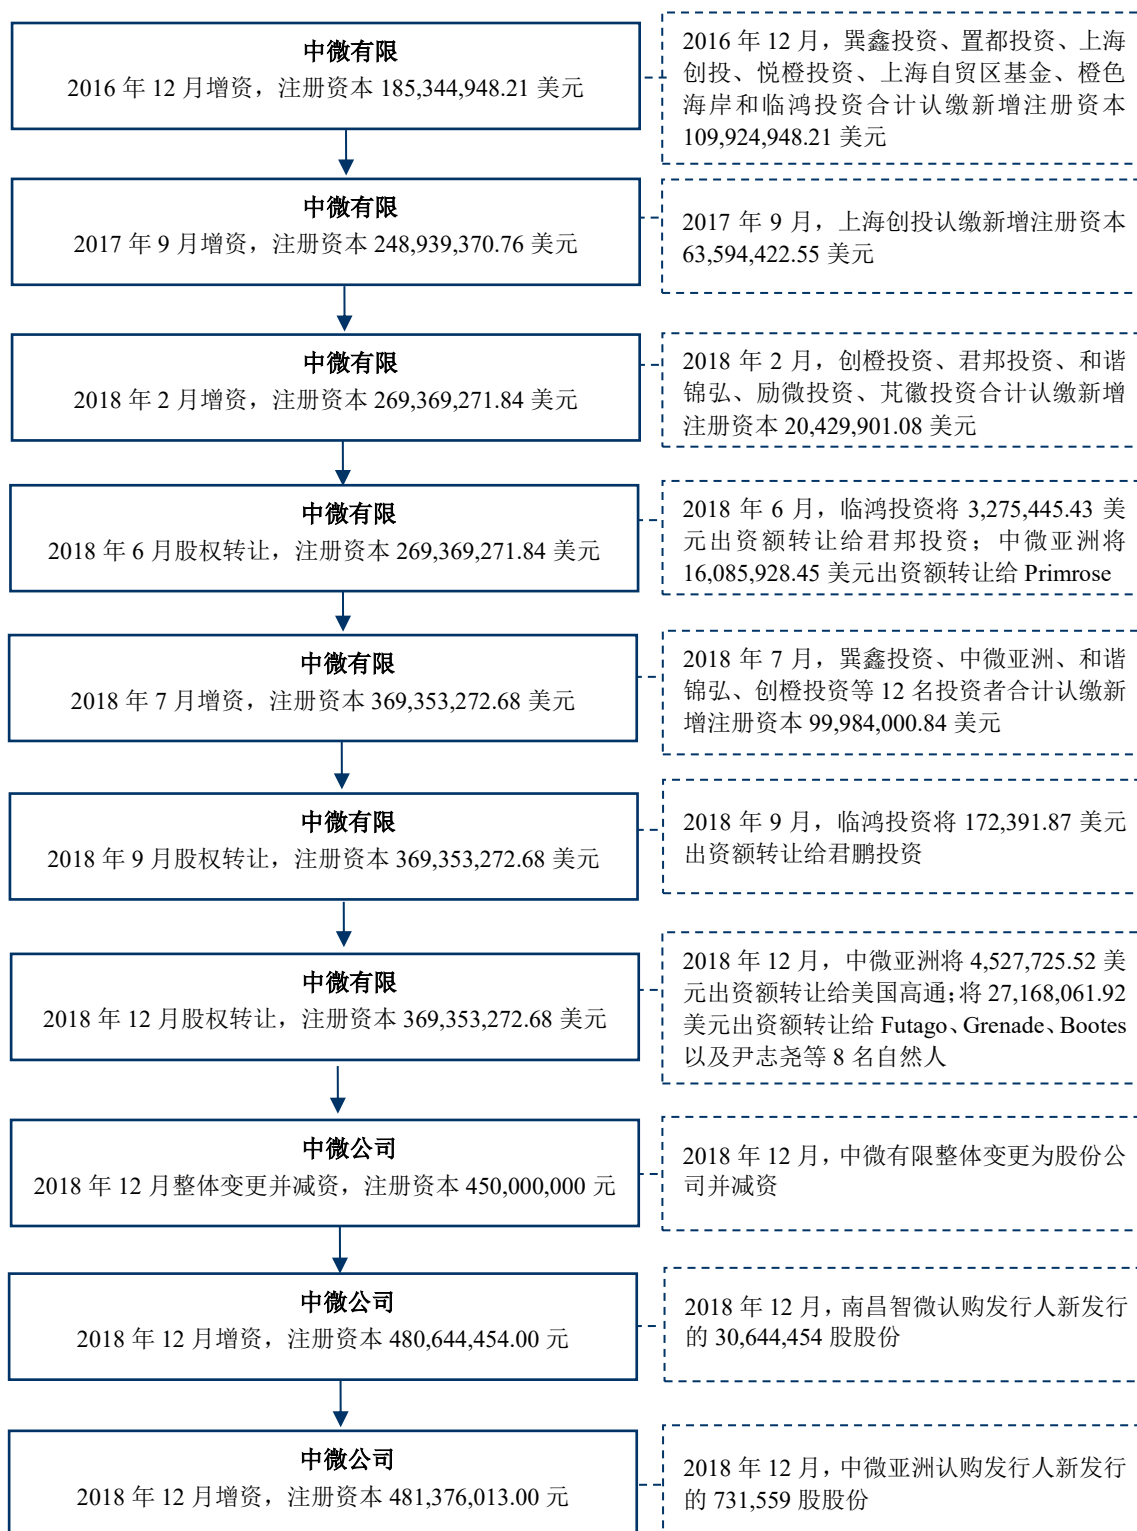 中微有限
2016 年 12 月增资，注册资本 185,344,948.21 美元
2016 年 12 月，巽鑫投资、置都投资、上海
创投、悦橙投资、上海自贸区基金、橙色
海岸和临鸿投资合计认缴新增注册资本
109,924,948.21 美元
中微有限
2017 年 9 月增资，注册资本 248,939,370.76 美元
2017 年 9 月，上海创投认缴新增注册资本
63,594,422.55 美元
中微有限
2018 年 2 月增资，注册资本 269,369,271.84 美元
2018 年 2 月，创橙投资、君邦投资、和谐
锦弘、励微投资、芃徽投资合计认缴新增
注册资本 20,429,901.08 美元
中微有限
2018 年 6 月股权转让，注册资本 269,369,271.84 美元
2018 年 6 月，临鸿投资将 3,275,445.43 美
元出资额转让给君邦投资；中微亚洲将
16,085,928.45 美元出资额转让给 Primrose
中微有限
2018 年 7 月增资，注册资本 369,353,272.68 美元
2018 年 7 月，巽鑫投资、中微亚洲、和谐
锦弘、创橙投资等 12 名投资者合计认缴新
增注册资本 99,984,000.84 美元
中微有限
2018 年 9 月股权转让，注册资本 369,353,272.68 美元
2018 年 9 月，临鸿投资将 172,391.87 美元
出资额转让给君鹏投资
中微有限
2018 年 12 月股权转让，注册资本 369,353,272.68 美元
2018 年 12 月，中微亚洲将 4,527,725.52 美
元出资额转让给美国高通；将 27,168,061.92
美元出资额转让给 Futago、Grenade、Bootes
以及尹志尧等 8 名自然人
中微公司
2018 年 12 月整体变更并减资，注册资本 450,000,000 元
2018 年 12 月，中微有限整体变更为股份公
司并减资
中微公司
2018 年 12 月增资，注册资本 480,644,454.00 元
2018 年 12 月，南昌智微认购发行人新发行
的 30,644,454 股股份
中微公司
2018 年 12 月增资，注册资本 481,376,013.00 元
2018 年 12 月，中微亚洲认购发行人新发行
的 731,559 股股份